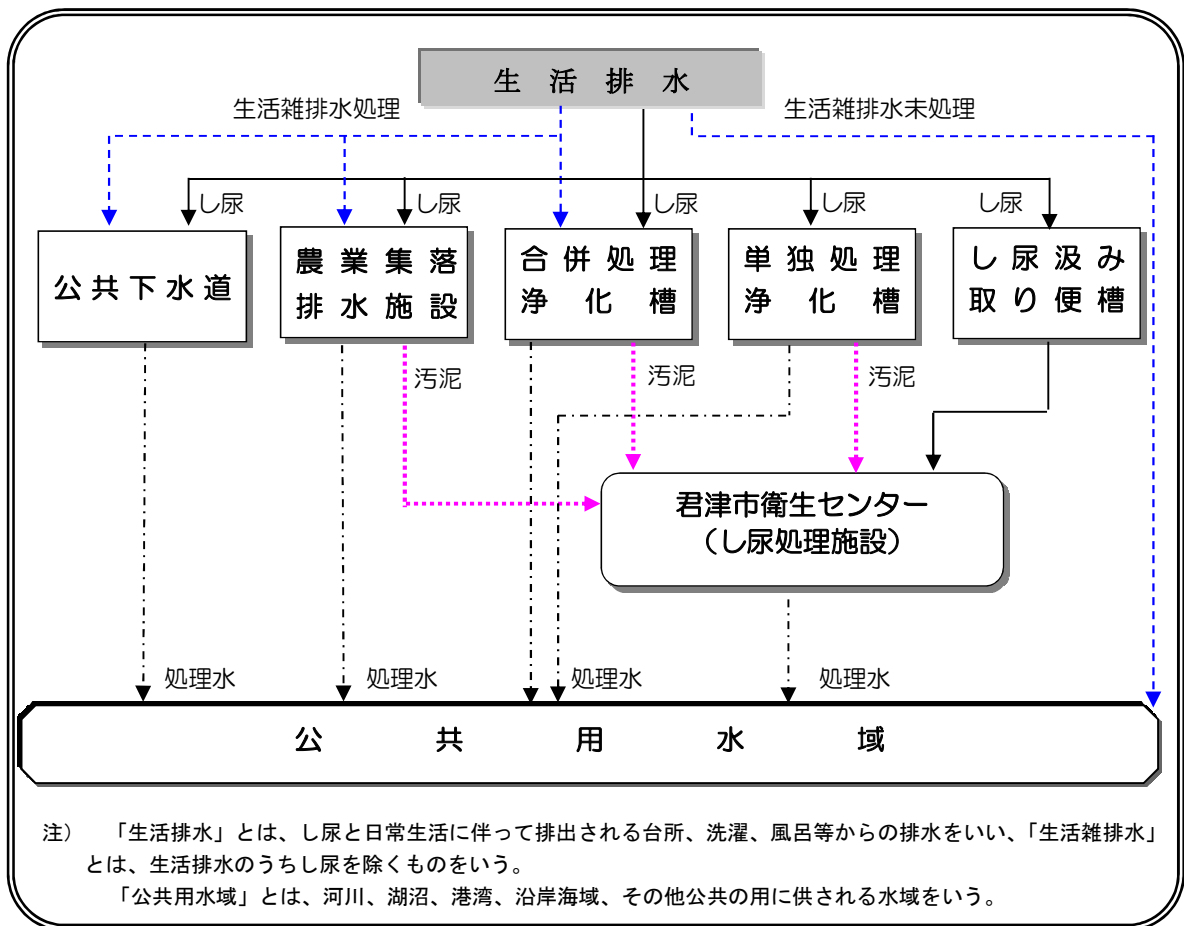 生活排水
生活雑排水処理
生活雑排水未処理
し尿
し尿
し尿
し尿
し尿
公共下水道
農業集落
排水施設
合併処理
浄化槽
単独処理
浄化槽
し尿汲み
取り便槽
汚泥
汚泥
汚泥
君津市衛生センター
（し尿処理施設）
処理水
処理水
処理水
処理水
公共用水域
注）　「生活排水」とは、し尿と日常生活に伴って排出される台所、洗濯、風呂等からの排水をいい、「生活雑排水」
とは、生活排水のうちし尿を除くものをいう。
「公共用水域」とは、河川、湖沼、港湾、沿岸海域、その他公共の用に供される水域をいう。